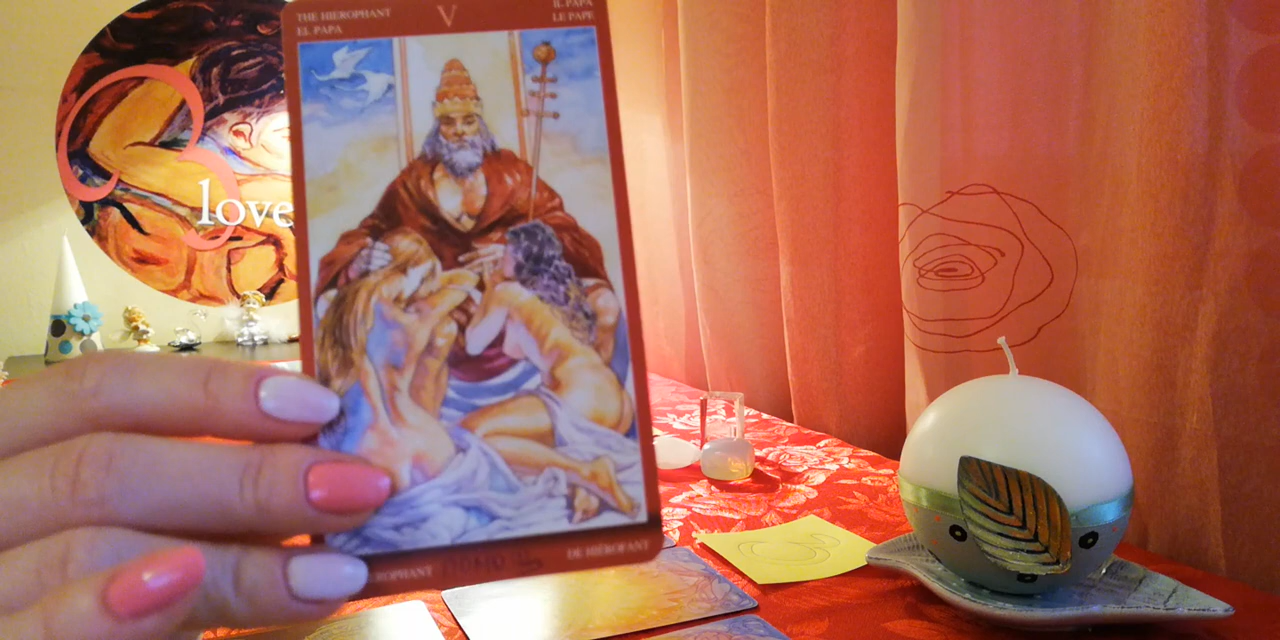 THE HIEROPHANT
EL PAPA
V
IL PAPA
LE PAPE
love
DE HIËROFANT